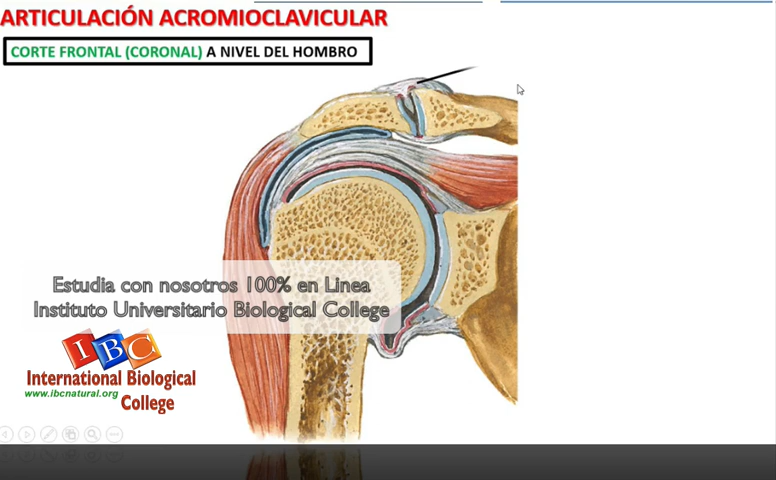 ARTICULACIÓN ACROMIOCLAVICULAR
CORTE FRONTAL (CORONAL) A NIVEL DEL HOMBRO
Estudia con nosotros 100% en Linea
Instituto Universitario Biological College
IBC
International Biological
www.ibcnatural.org
College